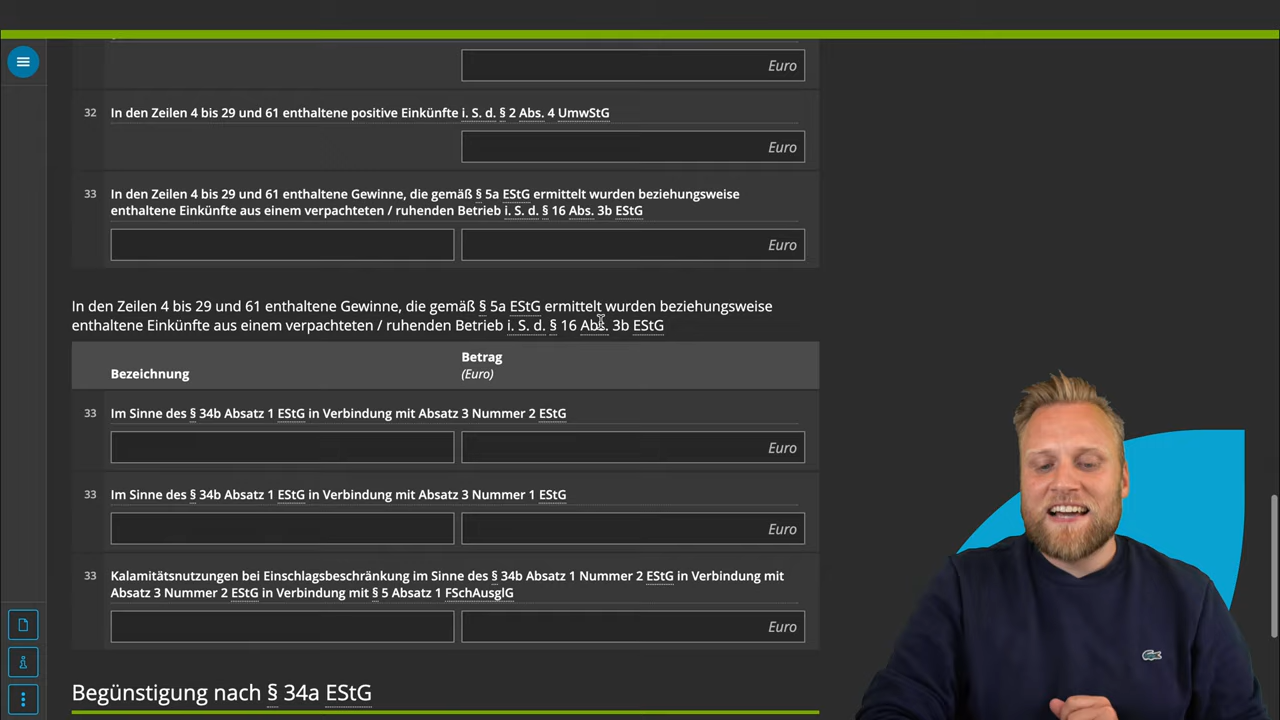 Euro
32 In den Zeilen 4 bis 29 und 61 enthaltene positive Einkünfte i. S. d. § 2 Abs. 4 UmwStG
Euro
33 In den Zeilen 4 bis 29 und 61 enthaltene Gewinne, die gemäß § 5a EStG ermittelt wurden beziehungsweise
enthaltene Einkünfte aus einem verpachteten / ruhenden Betrieb i. S. d. § 16 Abs. 3b EStG
Euro
In den Zeilen 4 bis 29 und 61 enthaltene Gewinne, die gemäß § 5a EStG ermittelt wurden beziehungsweise
enthaltene Einkünfte aus einem verpachteten / ruhenden Betrieb i. S. d. § 16 Abs. 3b EStG
Betrag
Bezeichnung (Euro)
33 Im Sinne des § 34b Absatz 1 EStG in Verbindung mit Absatz 3 Nummer 2 EStG
Euro
33 Im Sinne des § 34b Absatz 1 EStG in Verbindung mit Absatz 3 Nummer 1 EStG
Euro
33 Kalamitätsnutzungen bei Einschlagsbeschränkung im Sinne des § 34b Absatz 1 Nummer 2 EStG in Verbindung mit
Absatz 3 Nummer 2 EStG in Verbindung mit § 5 Absatz 1 FSchAusglG
Euro
Begünstigung nach § 34a EStG